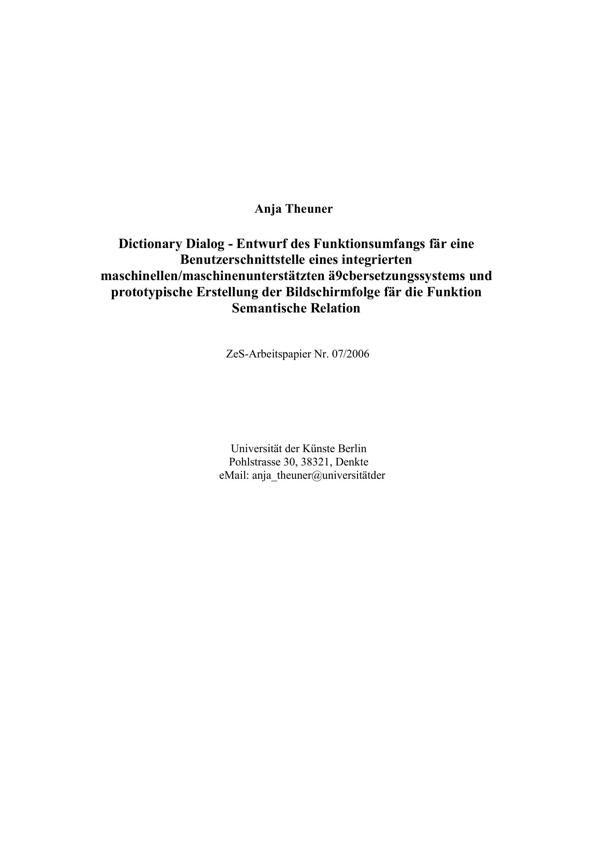 Anja Theuner
Dictionary Dialog - Entwurf des Funktionsumfangs fär eine
Benutzerschnittstelle eines integrierten
maschinellen/maschinenunterstätzten ä9cbersetzungssystems und
prototypische Erstellung der Bildschirmfolge fär die Funktion
Semantische Relation
ZeS-Arbeitspapier Nr. 07/2006
Universität der Künste Berlin
Pohlstrasse 30, 38321, Denkte
eMail: anja_theuner@universitätder